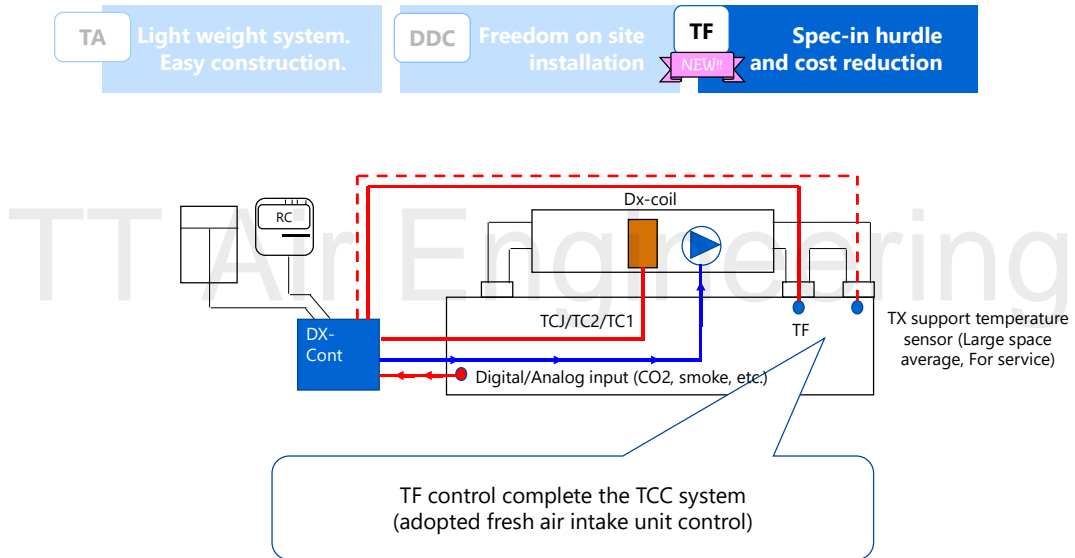 TA
Light weight system.
Easy construction.
DDC
Freedom on site
installation
TF
NEW!!
Spec-in hurdle
and cost reduction
TT Air Engineering
Dx-coil
RC
DX-
Cont
TCJ/TC2/TC1
TF
TX support temperature
sensor (Large space
average, For service)
Digital/Analog input (CO2, smoke, etc.)
TF control complete the TCC system
(adopted fresh air intake unit control)